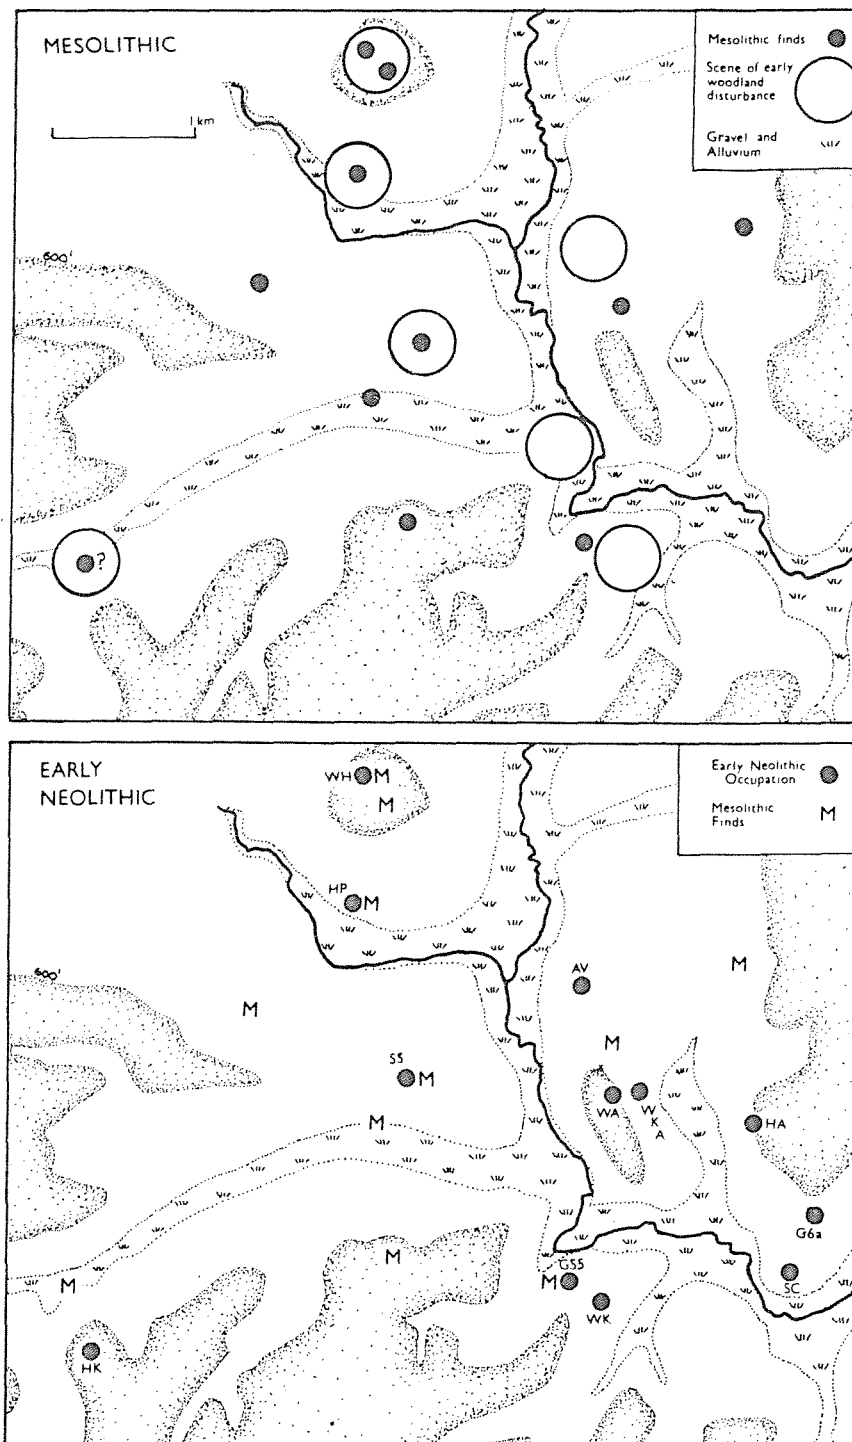 MESOLITHIC
1 km
Mesolithic finds
Scene of early
woodland
disturbance
Gravel and
Alluvium
600'
?
EARLY
NEOLITHIC
Early Neolithic
Occupation
Mesolithic
Finds
M
WH M
M
HP M
600'
M
AV
M
M
SS M
M
WA
W
K
A
HA
M
M
G6a
SC
M
G55
WK
HK